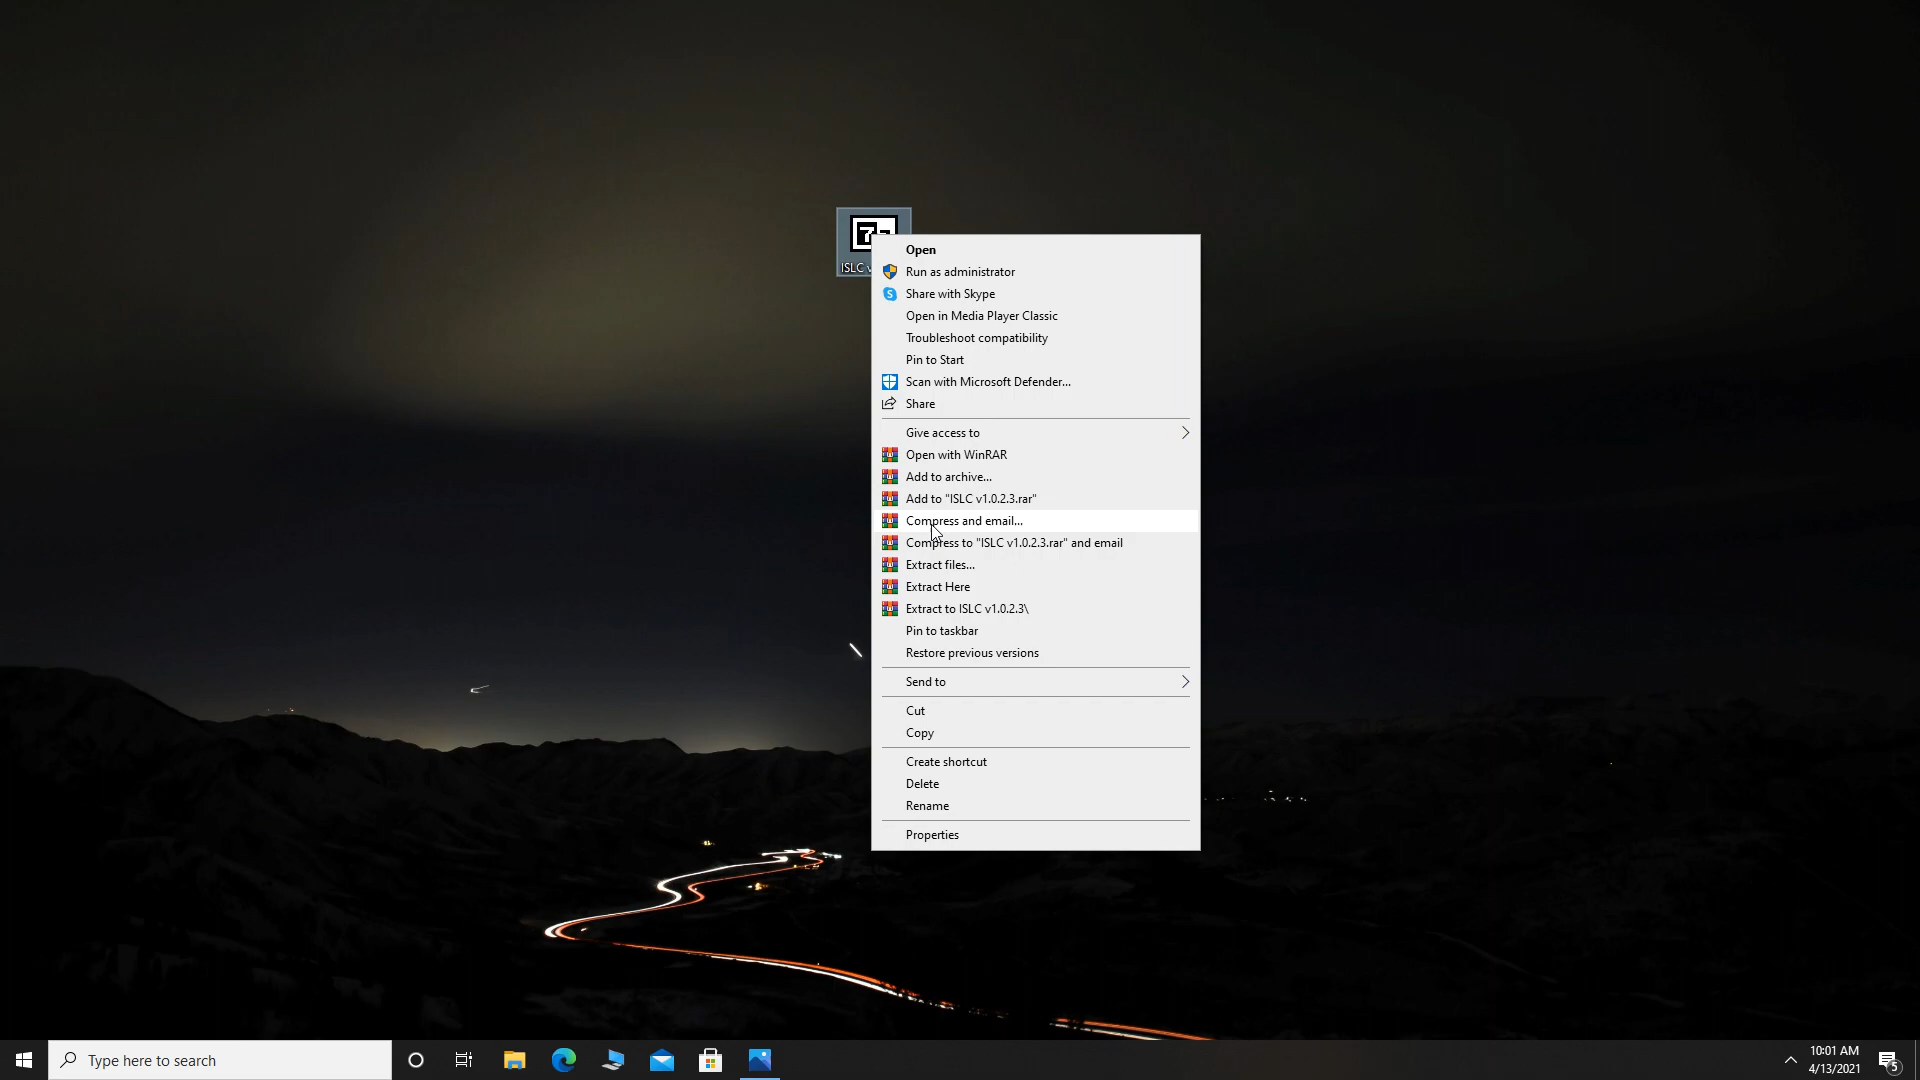 ISLC v
Open
Run as administrator
Share with Skype
Open in Media Player Classic
Troubleshoot compatibility
Pin to Start
Scan with Microsoft Defender...
Share
Give access to
Open with WinRAR
Add to archive...
Add to "ISLC v1.0.2.3.rar"
Compress and email...
Compress to "ISLC v1.0.2.3.rar" and email
Extract files...
Extract Here
Extract to ISLC v1.0.2.3\
Pin to taskbar
Restore previous versions
Send to
Cut
Copy
Create shortcut
Delete
Rename
Properties
Type here to search
10:01 AM
4/13/2021
5